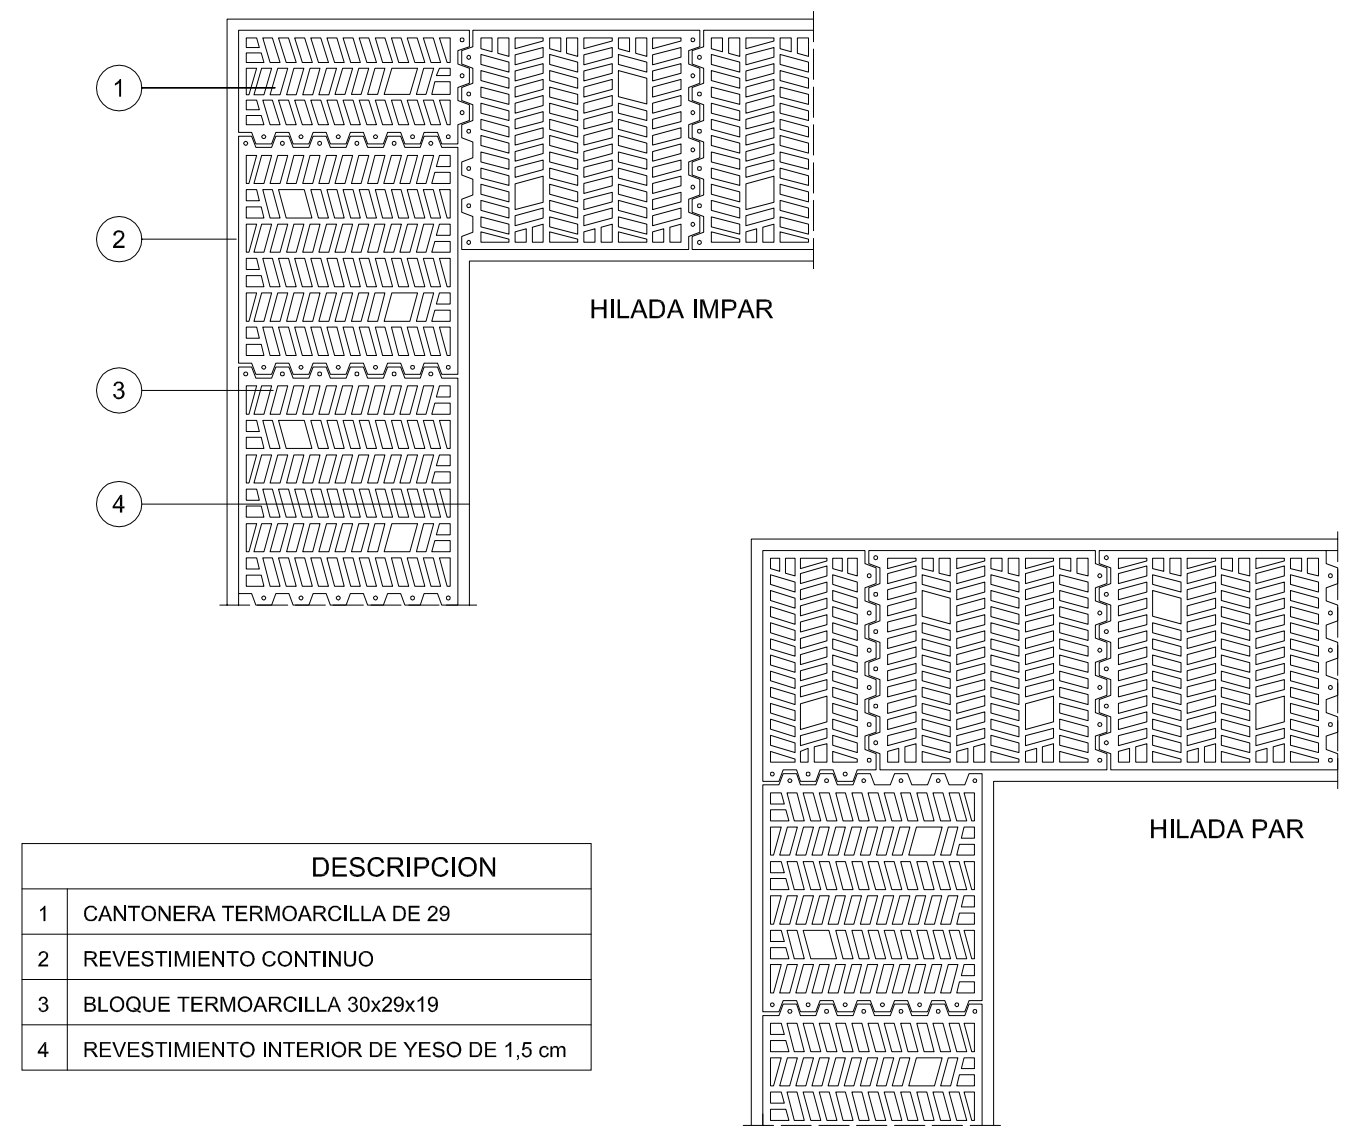 1
2
3
4
HILADA IMPAR
HILADA PAR
DESCRIPCION
1 CANTONERA TERMOARCILLA DE 29
2 REVESTIMIENTO CONTINUO
3 BLOQUE TERMOARCILLA 30x29x19
4 REVESTIMIENTO INTERIOR DE YESO DE 1,5 cm